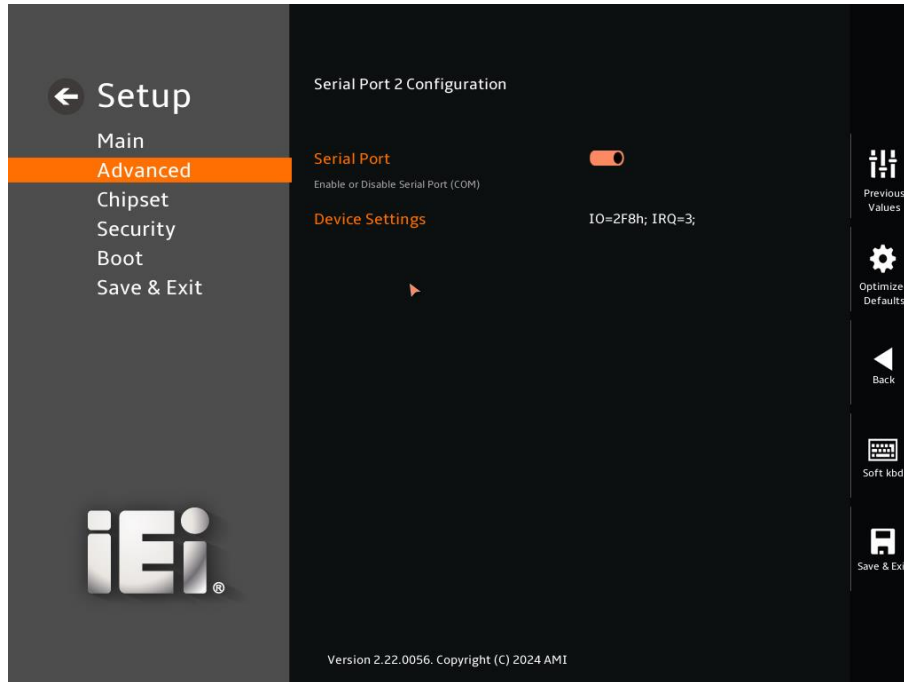 Setup
Main
Advanced
Chipset
Security
Boot
Save & Exit
iEi®
Serial Port 2 Configuration
Serial Port
Enable or Disable Serial Port (COM)
Device Settings IO=2F8h; IRQ=3;
Previous
Values
Optimize
Defaults
Back
Soft kbd
Save & Exi
Version 2.22.0056. Copyright (C) 2024 AMI